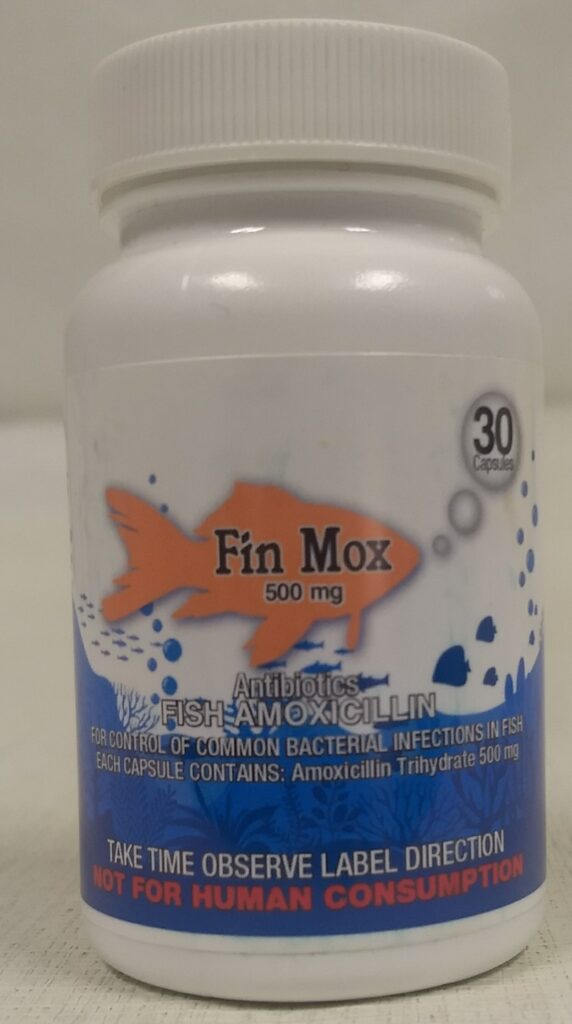 30
Capsules
Fin Mox
500 mg
Antibiotics
FISH AMOXICILLIN
FOR CONTROL OF COMMON BACTERIAL INFECTIONS IN FISH
EACH CAPSULE CONTAINS: Amoxicillin Trihydrate 500 mg
TAKE TIME OBSERVE LABEL DIRECTION
NOT FOR HUMAN CONSUMPTION